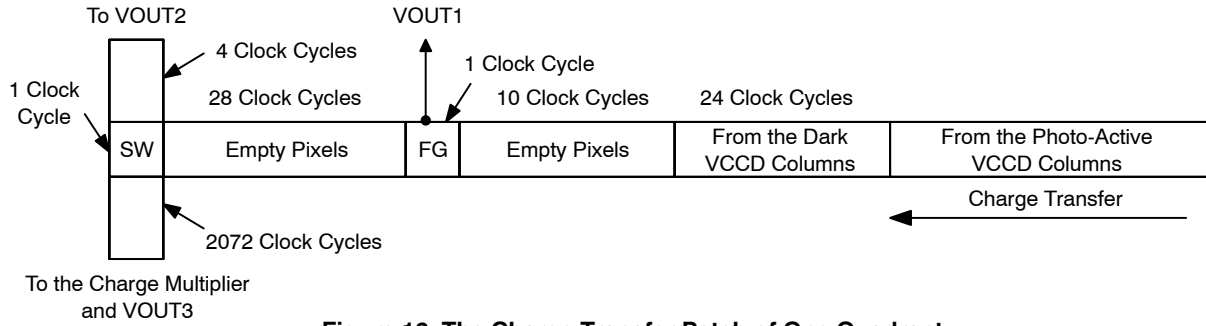 To VOUT2
VOUT1
4 Clock Cycles
1 Clock Cycle
1 Clock
Cycle
28 Clock Cycles
10 Clock Cycles
24 Clock Cycles
SW
Empty Pixels
FG
Empty Pixels
From the Dark
VCCD Columns
From the Photo-Active
VCCD Columns
Charge Transfer
2072 Clock Cycles
To the Charge Multiplier
and VOUT3